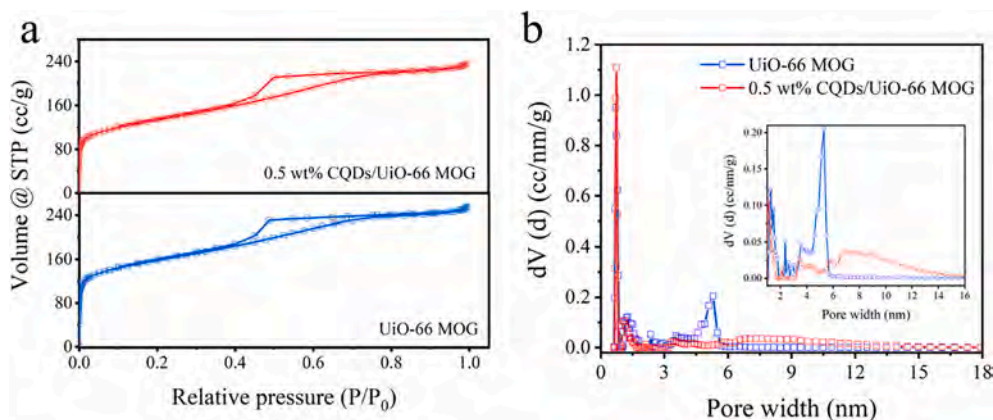 a
Volume @ STP (cc/g)
240
160
80
0
0.5 wt% CQDs/UiO-66 MOG
240
160
80
0
UiO-66 MOG
0.0 0.2 0.4 0.6 0.8 1.0
Relative pressure (P/P0)
b
dV (d) (cc/nm/g)
1.2
1.0
0.8
0.6
0.4
0.2
0.0
UiO-66 MOG
0.5 wt% CQDs/UiO-66 MOG
dV (d) (cc/nm/g)
0.20
0.15
0.10
0.05
0.00
2 4 6 8 10 12 14 16
Pore width (nm)
0 3 6 9 12 15 18
Pore width (nm)